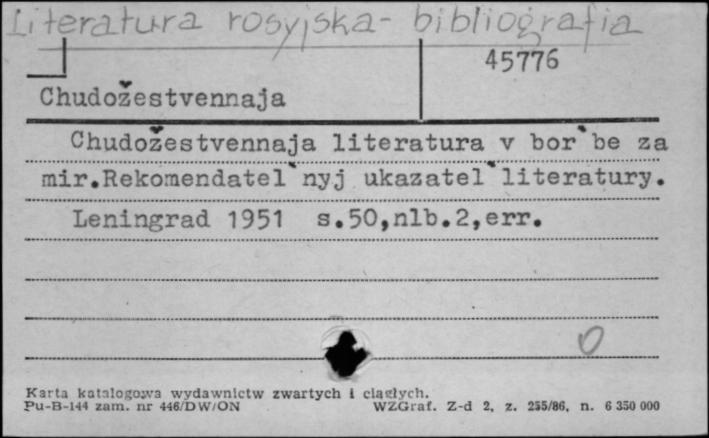 Literatura rosyjska - bibliografia
45776
Chudožestvennaja
Chudožestvennaja literatura v bor`be za
mir.Rekomendatel`nyj ukazatel`literatury.
Leningrad 1951 s.50,nlb.2,err.
0
Karta katalogowa wydawnictw zwartych i ciągłych.
Pu-B-144 zam. nr 446/DW/ON WZGraf. Z-d 2, z. 255/86, n. 6 350 000